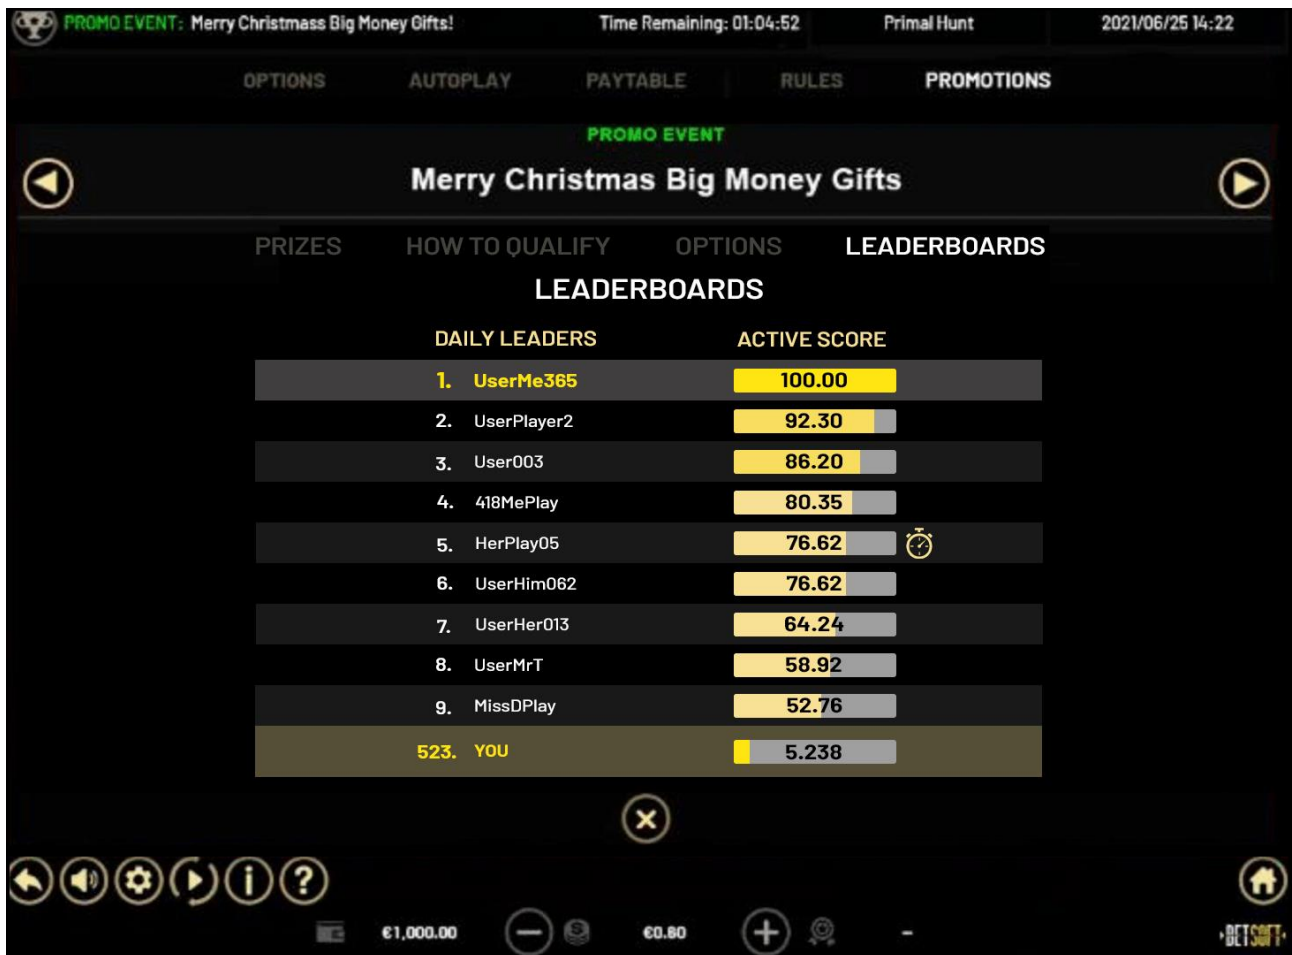 PROMO EVENT: Merry Christmass Big Money Gifts! Time Remaining: 01:04:52 Primal Hunt 2021/06/25 14:22
OPTIONS AUTOPLAY PAYTABLE RULES PROMOTIONS
PROMO EVENT
Merry Christmas Big Money Gifts
PRIZES HOW TO QUALIFY OPTIONS LEADERBOARDS
LEADERBOARDS
DAILY LEADERS ACTIVE SCORE
1. UserMe365 100.00
2. UserPlayer2 92.30
3. User003 86.20
4. 418MePlay 80.35
5. HerPlay05 76.62
6. UserHim062 76.62
7. UserHer013 64.24
8. UserMrT 58.92
9. MissDPlay 52.76
523. YOU 5.238
€1,000.00 €0.60 -
BETSOFT